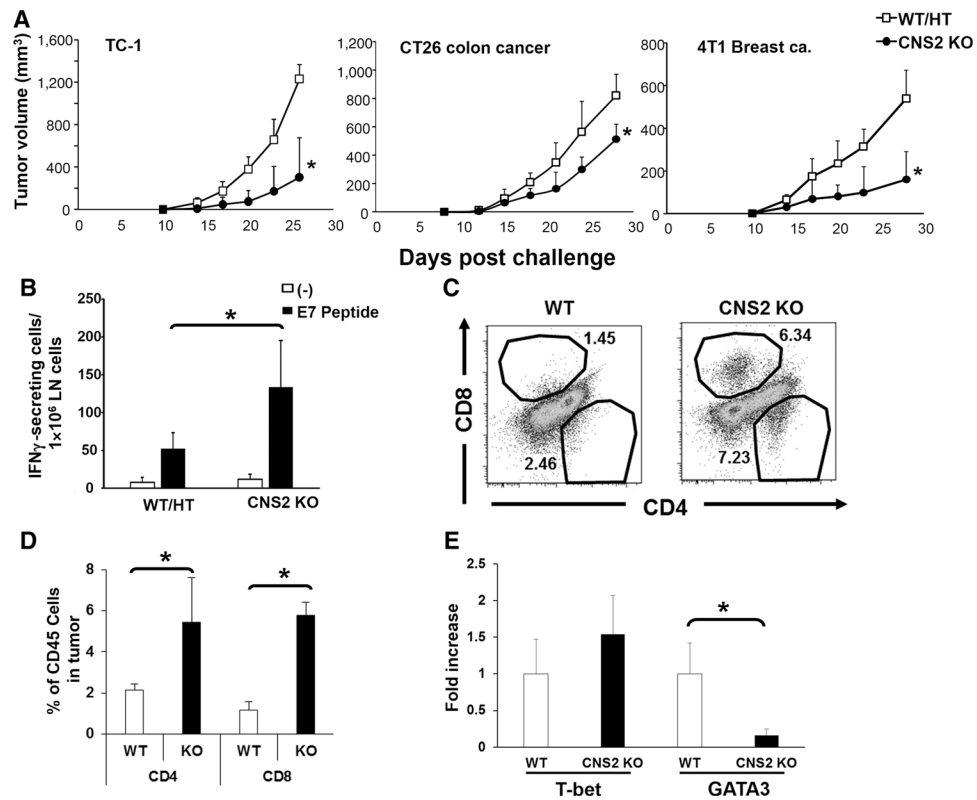 A
WT/HT
CNS2 KO
Tumor volume (mm³)
TC-1
1,600
1,200
800
400
0
0 5 10 15 20 25 30
*
CT26 colon cancer
1,200
1,000
800
600
400
200
0
0 5 10 15 20 25 30
*
4T1 Breast ca.
800
600
400
200
0
0 5 10 15 20 25 30
*
Days post challenge
B
(-)
E7 Peptide
IFNγ-secreting cells/
1×10⁶ LN cells
250
200
150
100
50
0
*
WT/HT CNS2 KO
C
WT CNS2 KO
1.45 6.34
2.46 7.23
CD8
CD4
D
% of CD45 Cells
in tumor
8
6
4
2
0
* *
WT KO WT KO
CD4 CD8
E
Fold increase
2.5
2
1.5
1
0.5
0
*
WT CNS2 KO WT CNS2 KO
T-bet GATA3